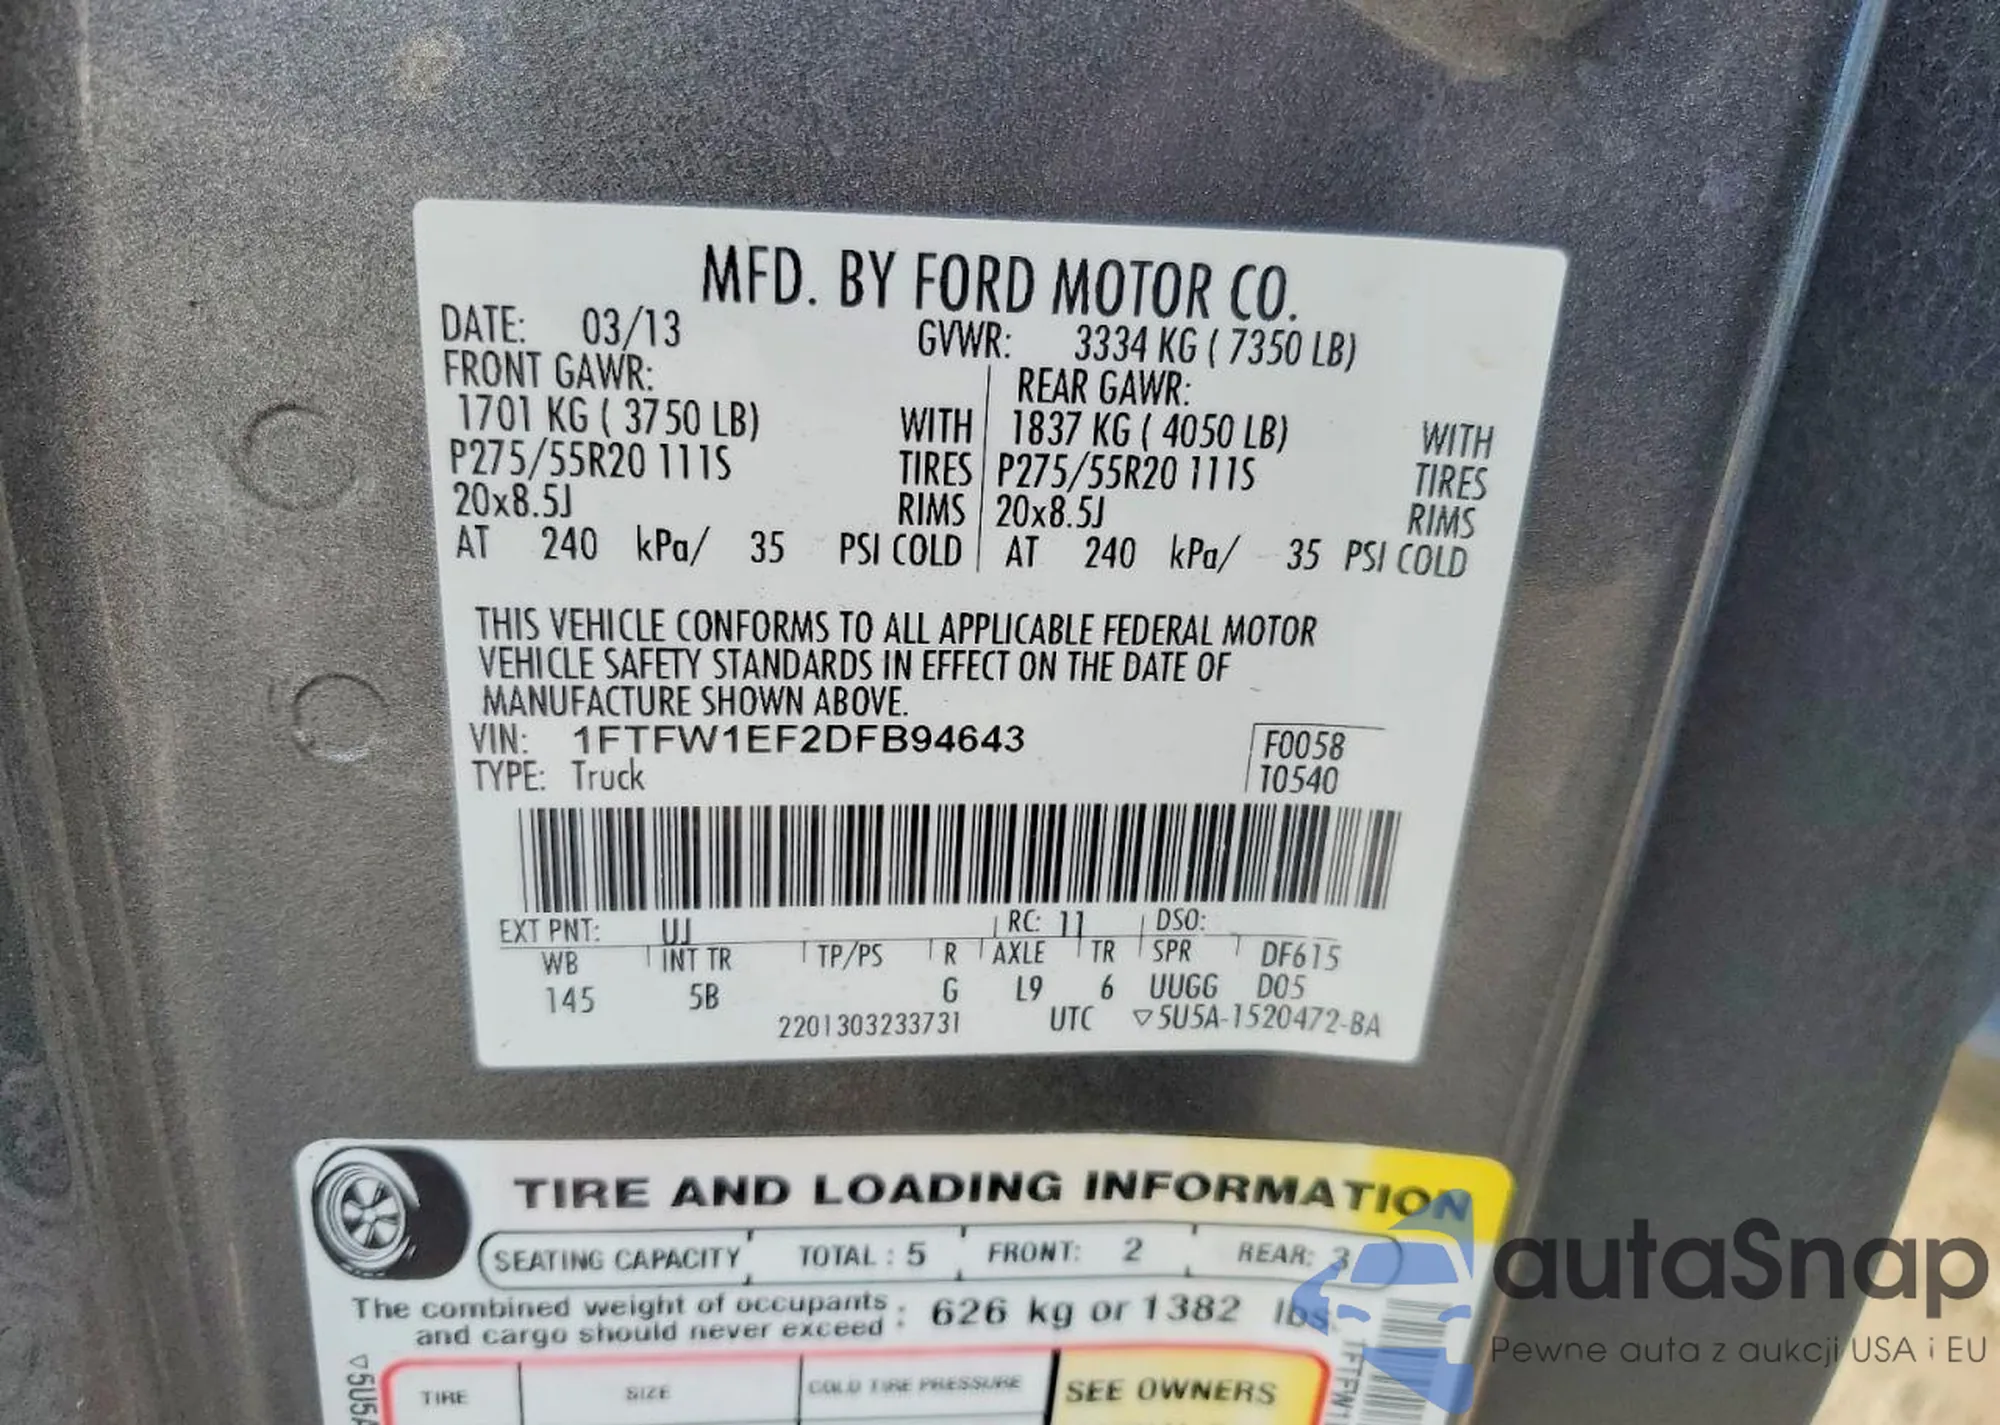 MFD. BY FORD MOTOR CO.
DATE: 03/13 GVWR: 3334 KG ( 7350 LB)
FRONT GAWR: REAR GAWR:
1701 KG ( 3750 LB) WITH 1837 KG ( 4050 LB) WITH
P275/55R20 111S TIRES P275/55R20 111S TIRES
20x8.5J RIMS 20x8.5J RIMS
AT 240 kPa/ 35 PSI COLD AT 240 kPa/ 35 PSI COLD
THIS VEHICLE CONFORMS TO ALL APPLICABLE FEDERAL MOTOR
VEHICLE SAFETY STANDARDS IN EFFECT ON THE DATE OF
MANUFACTURE SHOWN ABOVE.
VIN: 1FTFW1EF2DFB94643 F0058
TYPE: Truck T0540
EXT PNT: UJ RC: 11 DSO:
WB INT TR TP/PS R AXLE TR SPR DF615
145 5B G L9 6 UUGG D05
2201303233731 UTC ▽5U5A-1520472-BA
TIRE AND LOADING INFORMATION
SEATING CAPACITY TOTAL : 5 FRONT: 2 REAR: 3
The combined weight of occupants
and cargo should never exceed : 626 kg or 1382 lbs.
TIRE SIZE COLD TIRE PRESSURE SEE OWNERS
▽5U5A
1FTFW1
autaSnap
Pewne auta z aukcji USA i EU